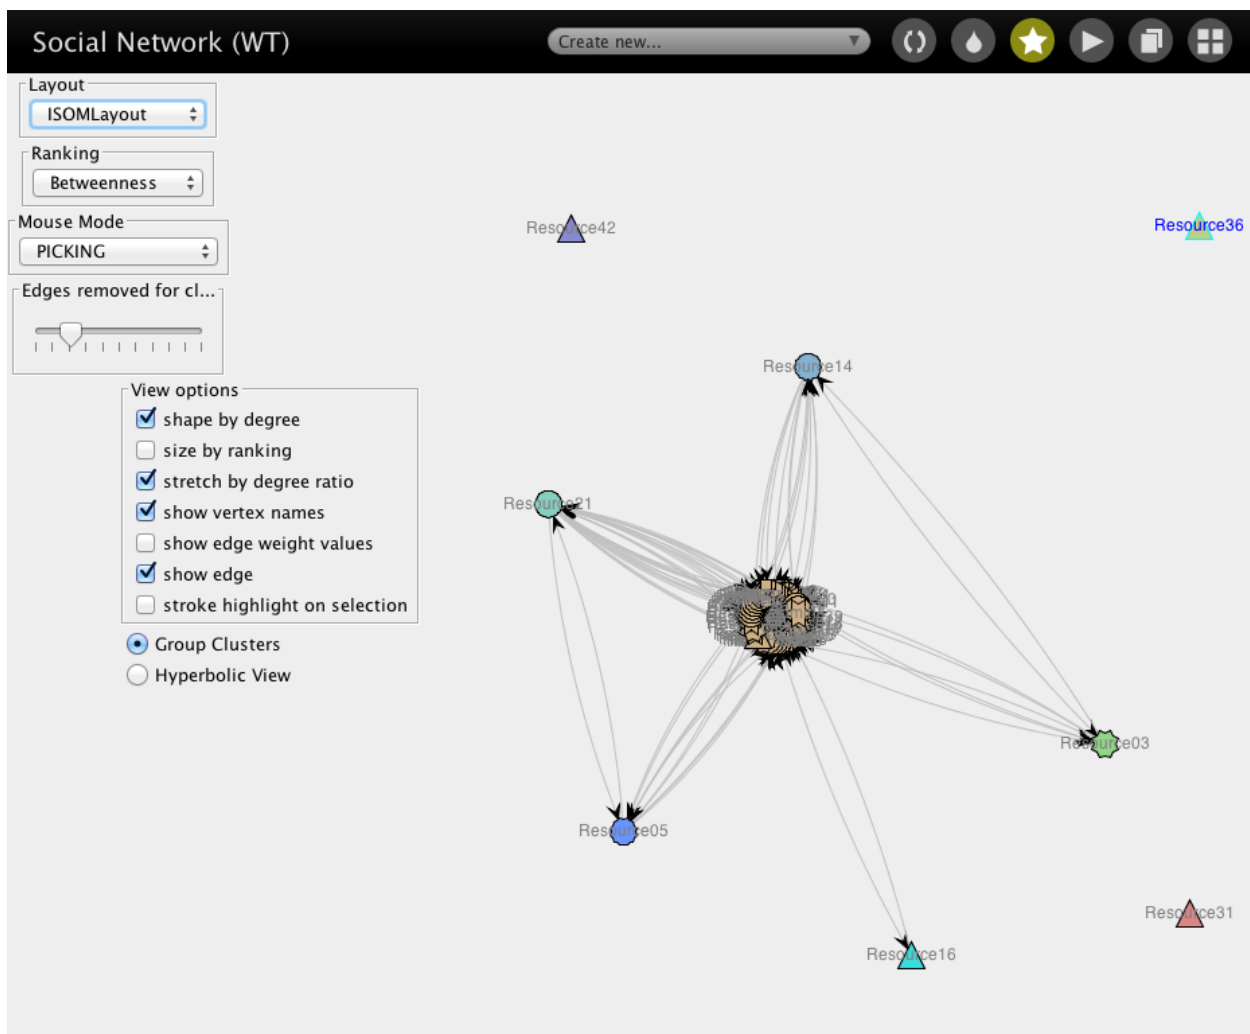 Social Network (WT)
Create new...
Layout
ISOMLayout
Ranking
Betweenness
Mouse Mode
PICKING
Edges removed for cl...
View options
shape by degree
size by ranking
stretch by degree ratio
show vertex names
show edge weight values
show edge
stroke highlight on selection
Group Clusters
Hyperbolic View
Resource42
Resource36
Resource14
Resource21
Resource03
Resource05
Resource31
Resource16